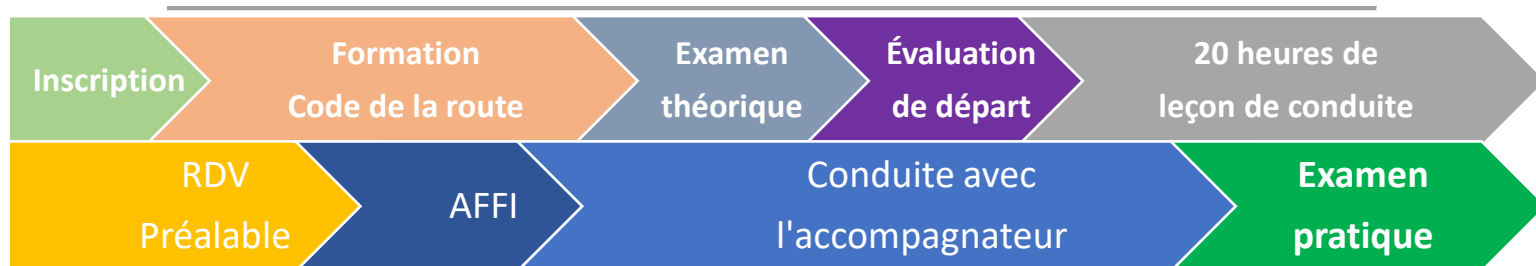 Inscription
Formation
Code de la route
Examen
théorique
Évaluation
de départ
20 heures de
leçon de conduite
RDV
Préalable
AFFI
Conduite avec
l'accompagnateur
Examen
pratique